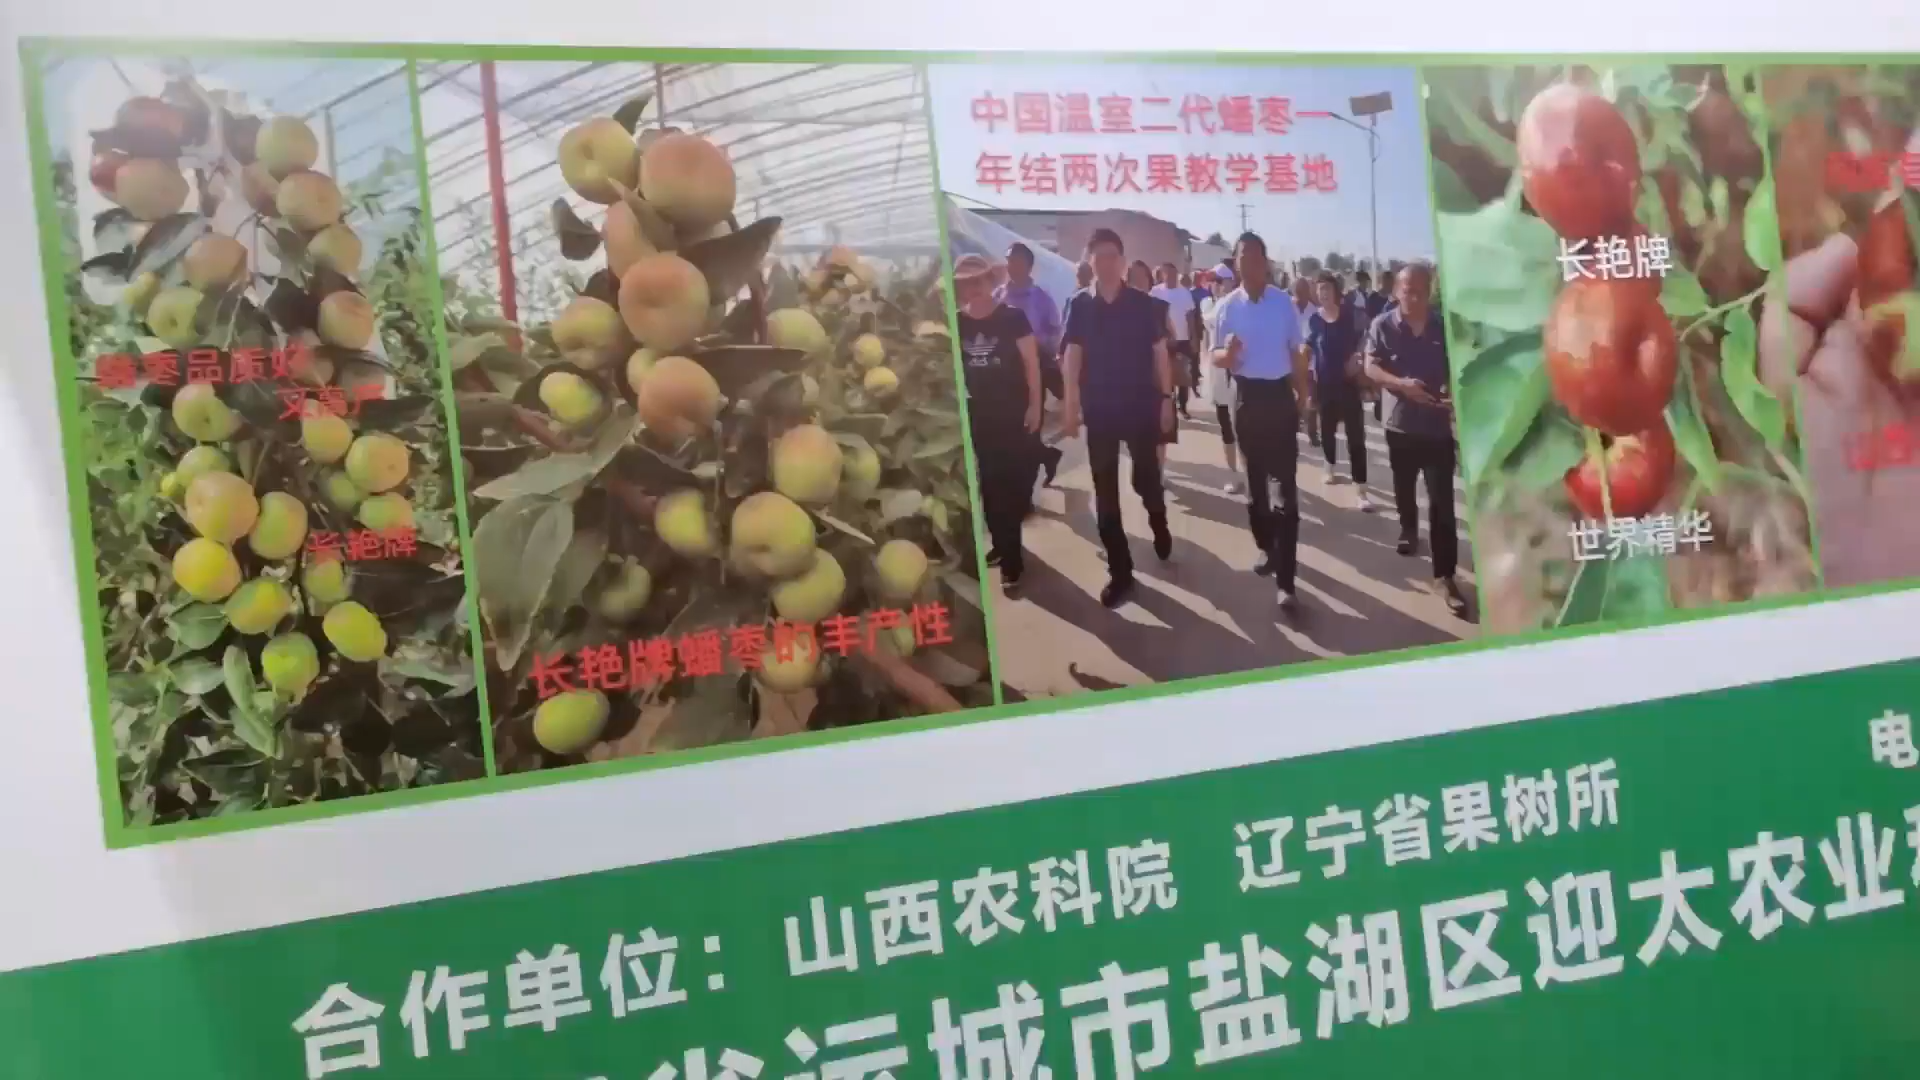 蟠枣品质好
又高产
长艳牌
长艳牌蟠枣的丰产性
中国温室二代蟠枣一
年结两次果教学基地
长艳牌
世界精华
山西
合作单位：山西农科院 辽宁省果树所
电
省运城市盐湖区迎太农业